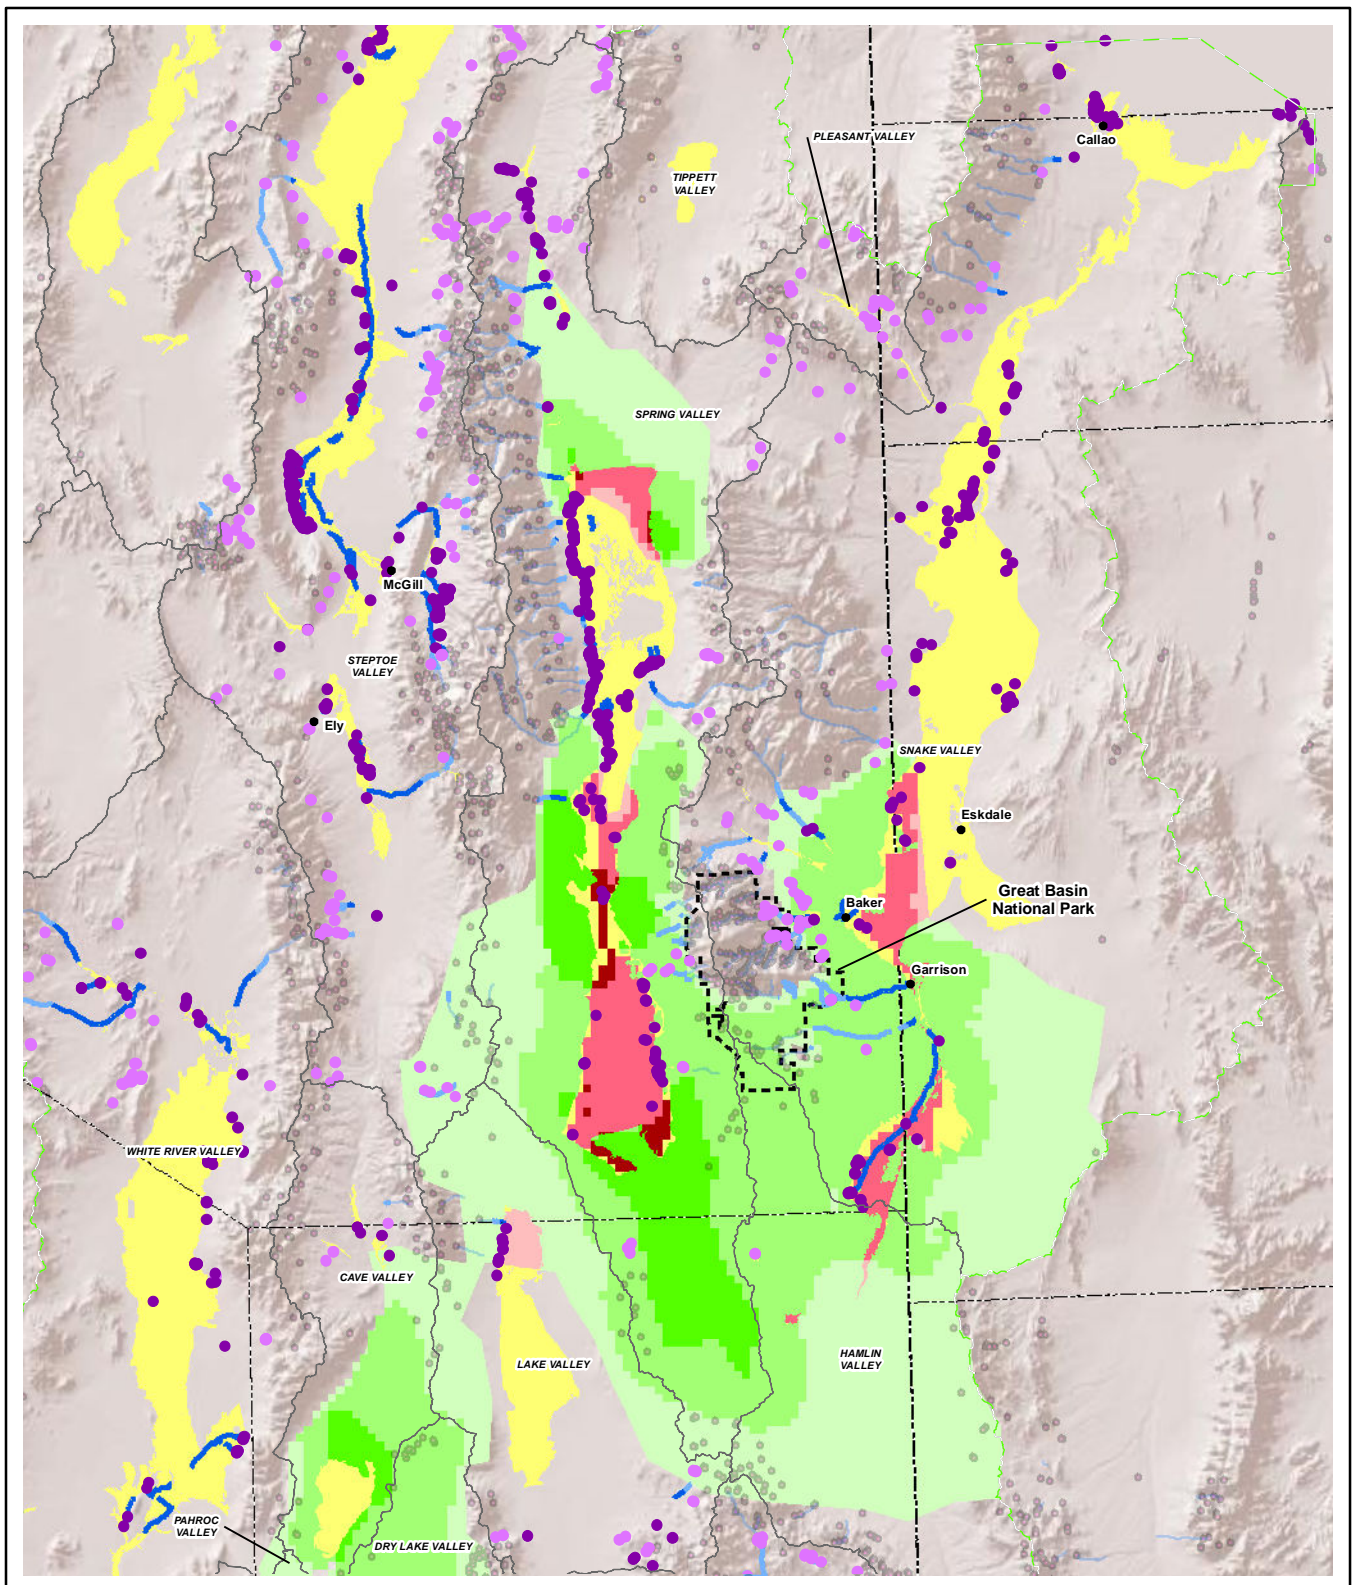 PLEASANT VALLEY
Callao
TIPPETT
VALLEY
SPRING VALLEY
McGill
STEPTOE
VALLEY
Ely
SNAKE VALLEY
Eskdale
Great Basin
National Park
Baker
Garrison
WHITE RIVER VALLEY
CAVE VALLEY
LAKE VALLEY
HAMLIN
VALLEY
PAHROC
VALLEY
DRY LAKE VALLEY